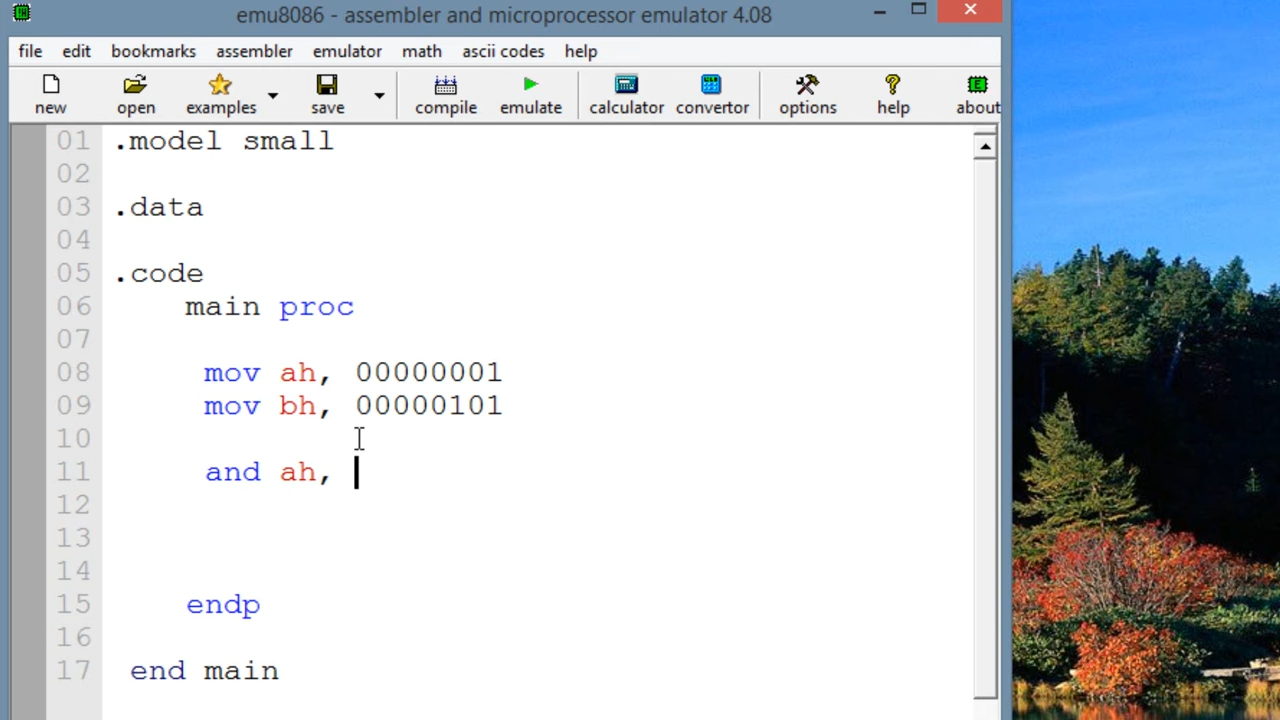 emu8086 - assembler and microprocessor emulator 4.08
file edit bookmarks assembler emulator math ascii codes help
new open examples save compile emulate calculator convertor options help about
01 .model small
02
03 .data
04
05 .code
06 main proc
07
08 mov ah, 00000001
09 mov bh, 00000101
10
11 and ah,
12
13
14
15 endp
16
17 end main